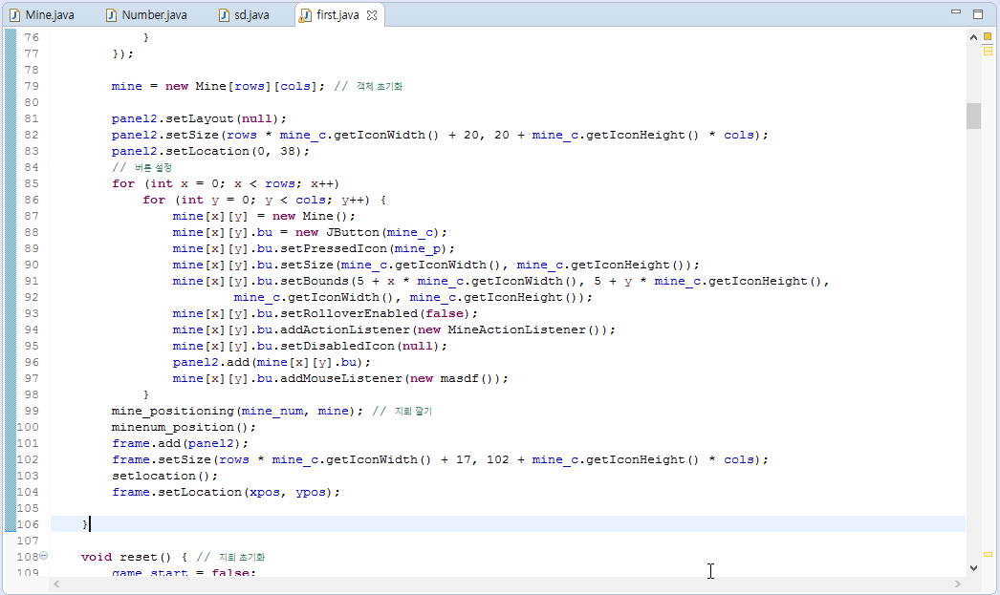 Mine.java Number.java sd.java first.java
76 }
77 });
78
79 mine = new Mine[rows][cols]; // 객체 초기화
80
81 panel2.setLayout(null);
82 panel2.setSize(rows * mine_c.getIconWidth() + 20, 20 + mine_c.getIconHeight() * cols);
83 panel2.setLocation(0, 38);
84 // 버튼 설정
85 for (int x = 0; x < rows; x++)
86 for (int y = 0; y < cols; y++) {
87 mine[x][y] = new Mine();
88 mine[x][y].bu = new JButton(mine_c);
89 mine[x][y].bu.setPressedIcon(mine_p);
90 mine[x][y].bu.setSize(mine_c.getIconWidth(), mine_c.getIconHeight());
91 mine[x][y].bu.setBounds(5 + x * mine_c.getIconWidth(), 5 + y * mine_c.getIconHeight(),
92 mine_c.getIconWidth(), mine_c.getIconHeight());
93 mine[x][y].bu.setRolloverEnabled(false);
94 mine[x][y].bu.addActionListener(new MineActionListener());
95 mine[x][y].bu.setDisabledIcon(null);
96 panel2.add(mine[x][y].bu);
97 mine[x][y].bu.addMouseListener(new masdf());
98 }
99 mine_positioning(mine_num, mine); // 지뢰 깔기
100 minenum_position();
101 frame.add(panel2);
102 frame.setSize(rows * mine_c.getIconWidth() + 17, 102 + mine_c.getIconHeight() * cols);
103 setlocation();
104 frame.setLocation(xpos, ypos);
105
106 }
107
108 void reset() { // 지뢰 초기화
109 game_start = false;